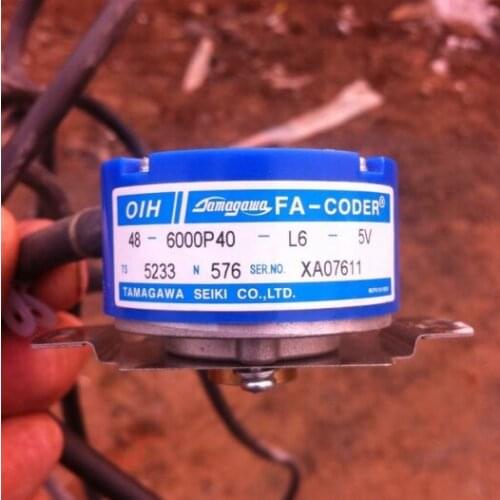 OIH Tamagawa FA-CODER®
48 - 6000P40 - L6 - 5V
TS 5233 N 576 SER.NO. XA07611
TAMAGAWA SEIKI CO.,LTD.